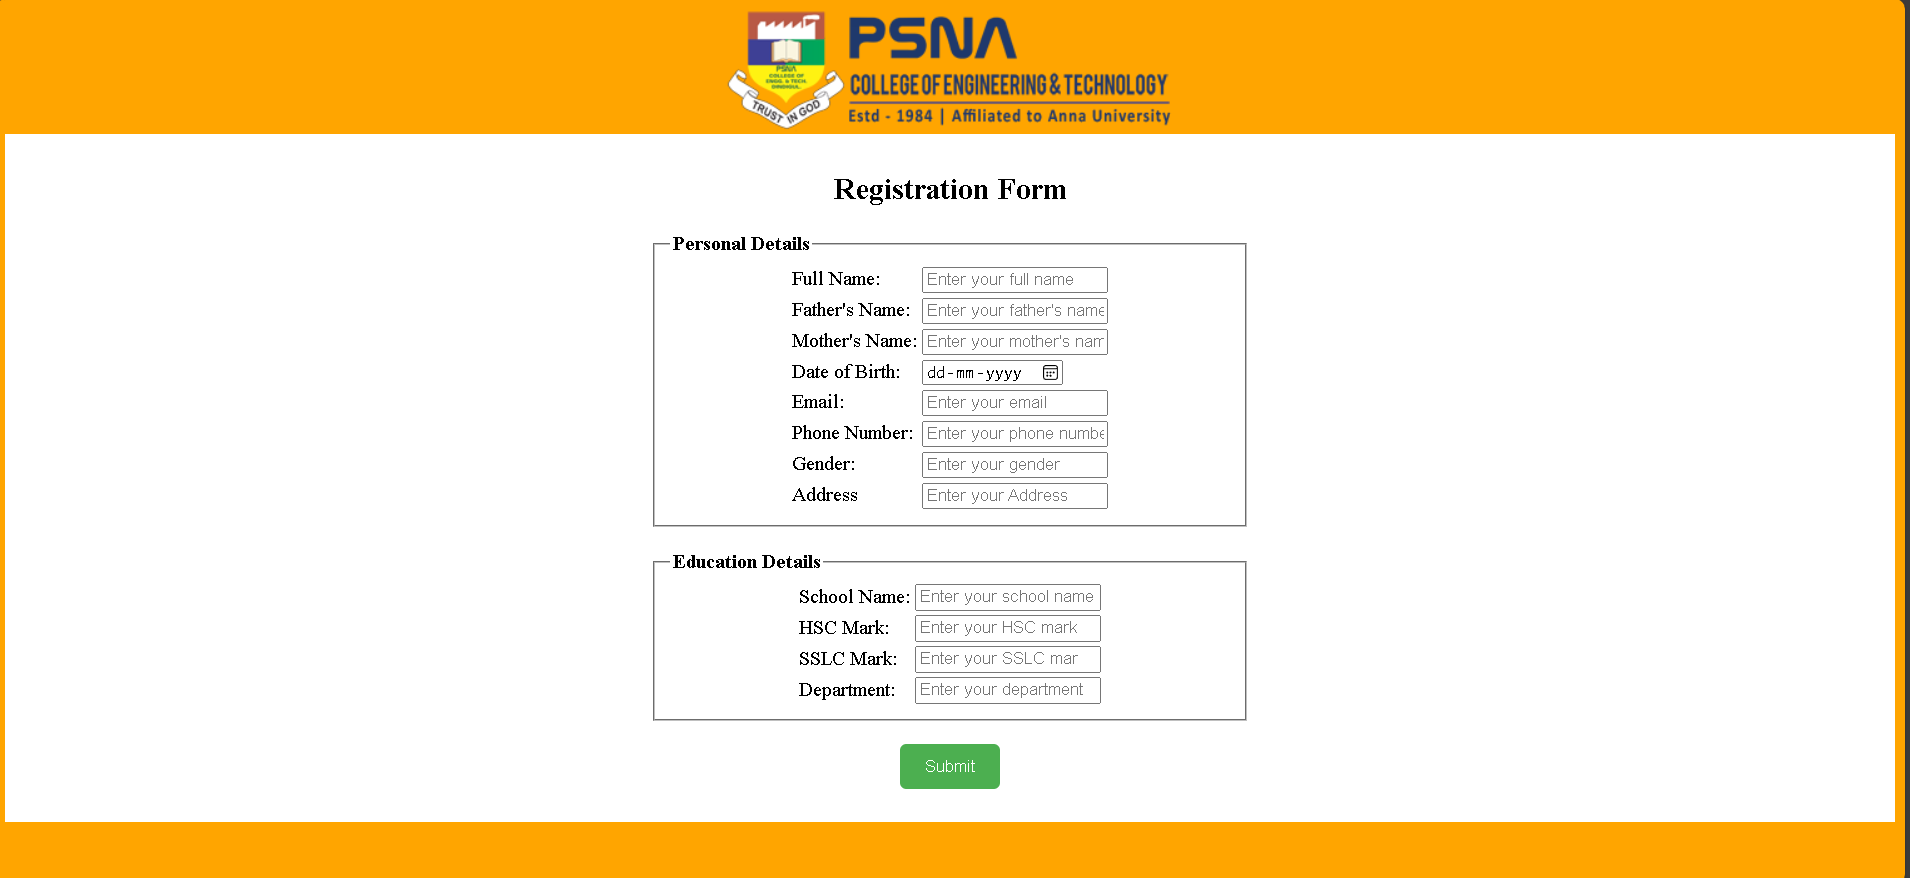 PSNA
COLLEGE OF
ENGG. & TECH.
DINDIGUL.
TRUST IN GOD
PSNA
COLLEGE OF ENGINEERING & TECHNOLOGY
Estd - 1984 | Affiliated to Anna University
Registration Form
Personal Details
Full Name: Enter your full name
Father's Name: Enter your father's name
Mother's Name: Enter your mother's nam
Date of Birth: dd-mm-yyyy
Email: Enter your email
Phone Number: Enter your phone numbe
Gender: Enter your gender
Address Enter your Address
Education Details
School Name: Enter your school name
HSC Mark: Enter your HSC mark
SSLC Mark: Enter your SSLC mar
Department: Enter your department
Submit